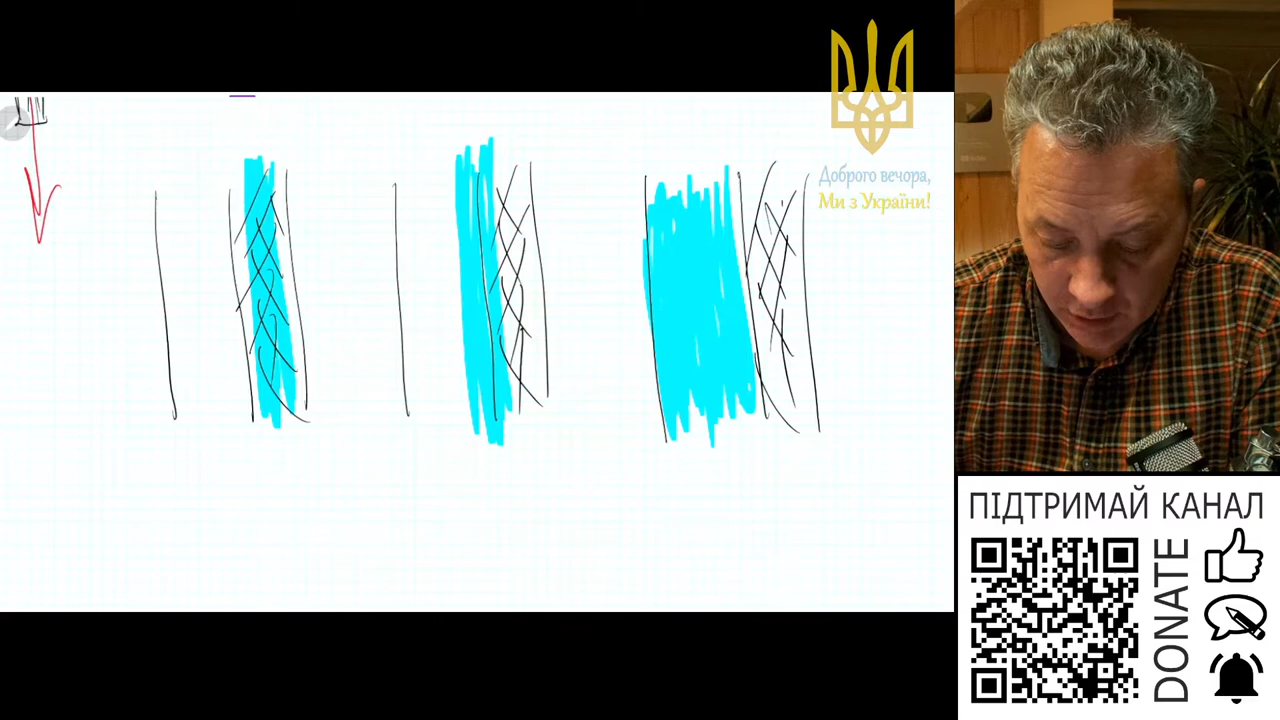 Доброго вечора,
Ми з України!
ПІДТРИМАЙ КАНАЛ
DONATE